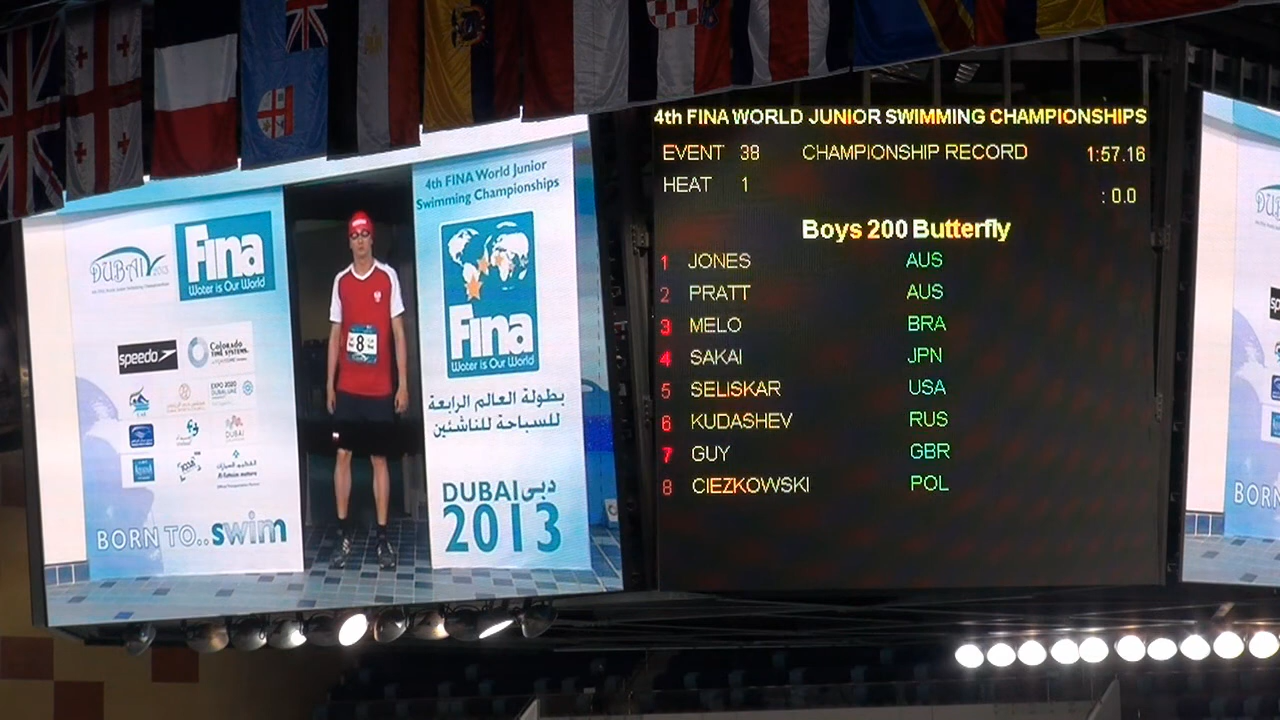 4th FINA WORLD JUNIOR SWIMMING CHAMPIONSHIPS
EVENT 38 CHAMPIONSHIP RECORD 1:57.16
HEAT 1
: 0.0
Boys 200 Butterfly
1 JONES AUS
2 PRATT AUS
3 MELO BRA
4 SAKAI JPN
5 SELISKAR USA
6 KUDASHEV RUS
7 GUY GBR
8 CIEZKOWSKI POL
DUBAI 2013
Fina
Water is Our World
speedo
COLORADO
TIME SYSTEMS
EXPO 2020
DUBAI
BORN TO.. swim
8
4th FINA World Junior
Swimming Championships
Fina
Water is Our World
بطولة العالم الرابعة
للسباحة للناشئين
DUBAI دبي
2013
BORN